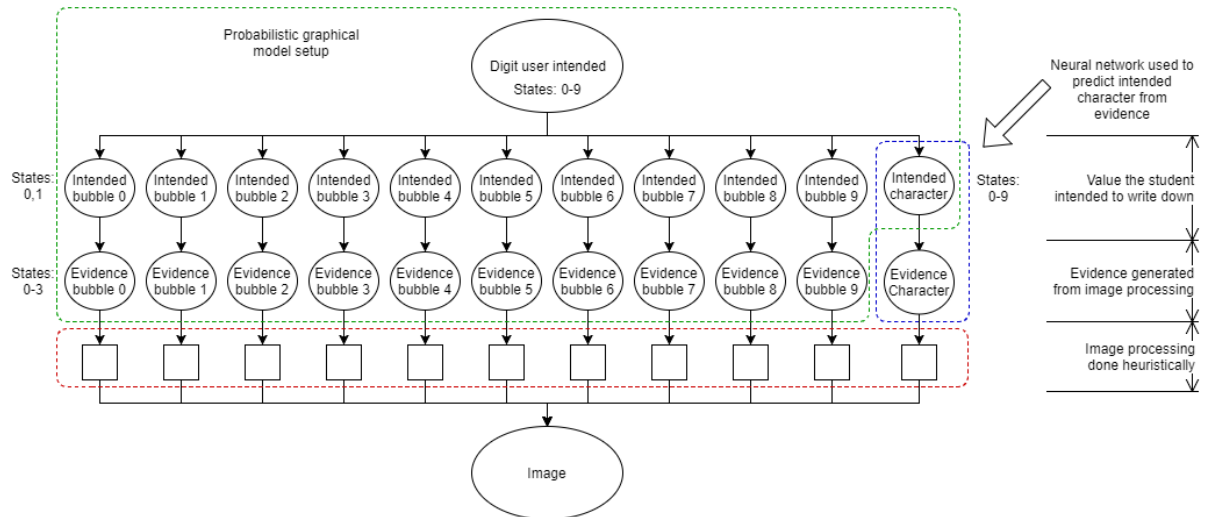 Probabilistic graphical
model setup
Digit user intended
States: 0-9
Neural network used to
predict intended
character from
evidence
States:
0,1
Intended
bubble 0
Intended
bubble 1
Intended
bubble 2
Intended
bubble 3
Intended
bubble 4
Intended
bubble 5
Intended
bubble 6
Intended
bubble 7
Intended
bubble 8
Intended
bubble 9
Intended
character
States:
0-9
Value the student
intended to write down
States:
0-3
Evidence
bubble 0
Evidence
bubble 1
Evidence
bubble 2
Evidence
bubble 3
Evidence
bubble 4
Evidence
bubble 5
Evidence
bubble 6
Evidence
bubble 7
Evidence
bubble 8
Evidence
bubble 9
Evidence
Character
Evidence generated
from image processing
Image processing
done heuristically
Image